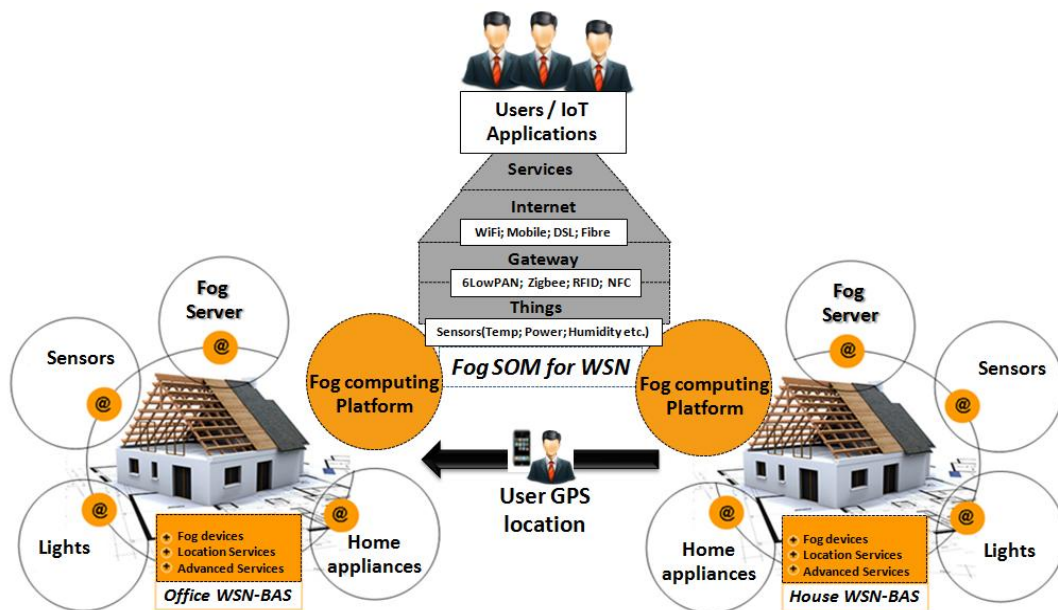 Users / IoT
Applications
Services
Internet
WiFi; Mobile; DSL; Fibre
Gateway
6LowPAN; Zigbee; RFID; NFC
Things
Sensors(Temp; Power; Humidity etc.)
Fog SOM for WSN
Fog computing
Platform
Fog computing
Platform
User GPS
location
Fog
Server
@
Sensors
@
Lights
@
Home
appliances
@
Fog devices
Location Services
Advanced Services
Office WSN-BAS
Fog
Server
@
Sensors
@
Home
appliances
@
Lights
@
Fog devices
Location Services
Advanced Services
House WSN-BAS